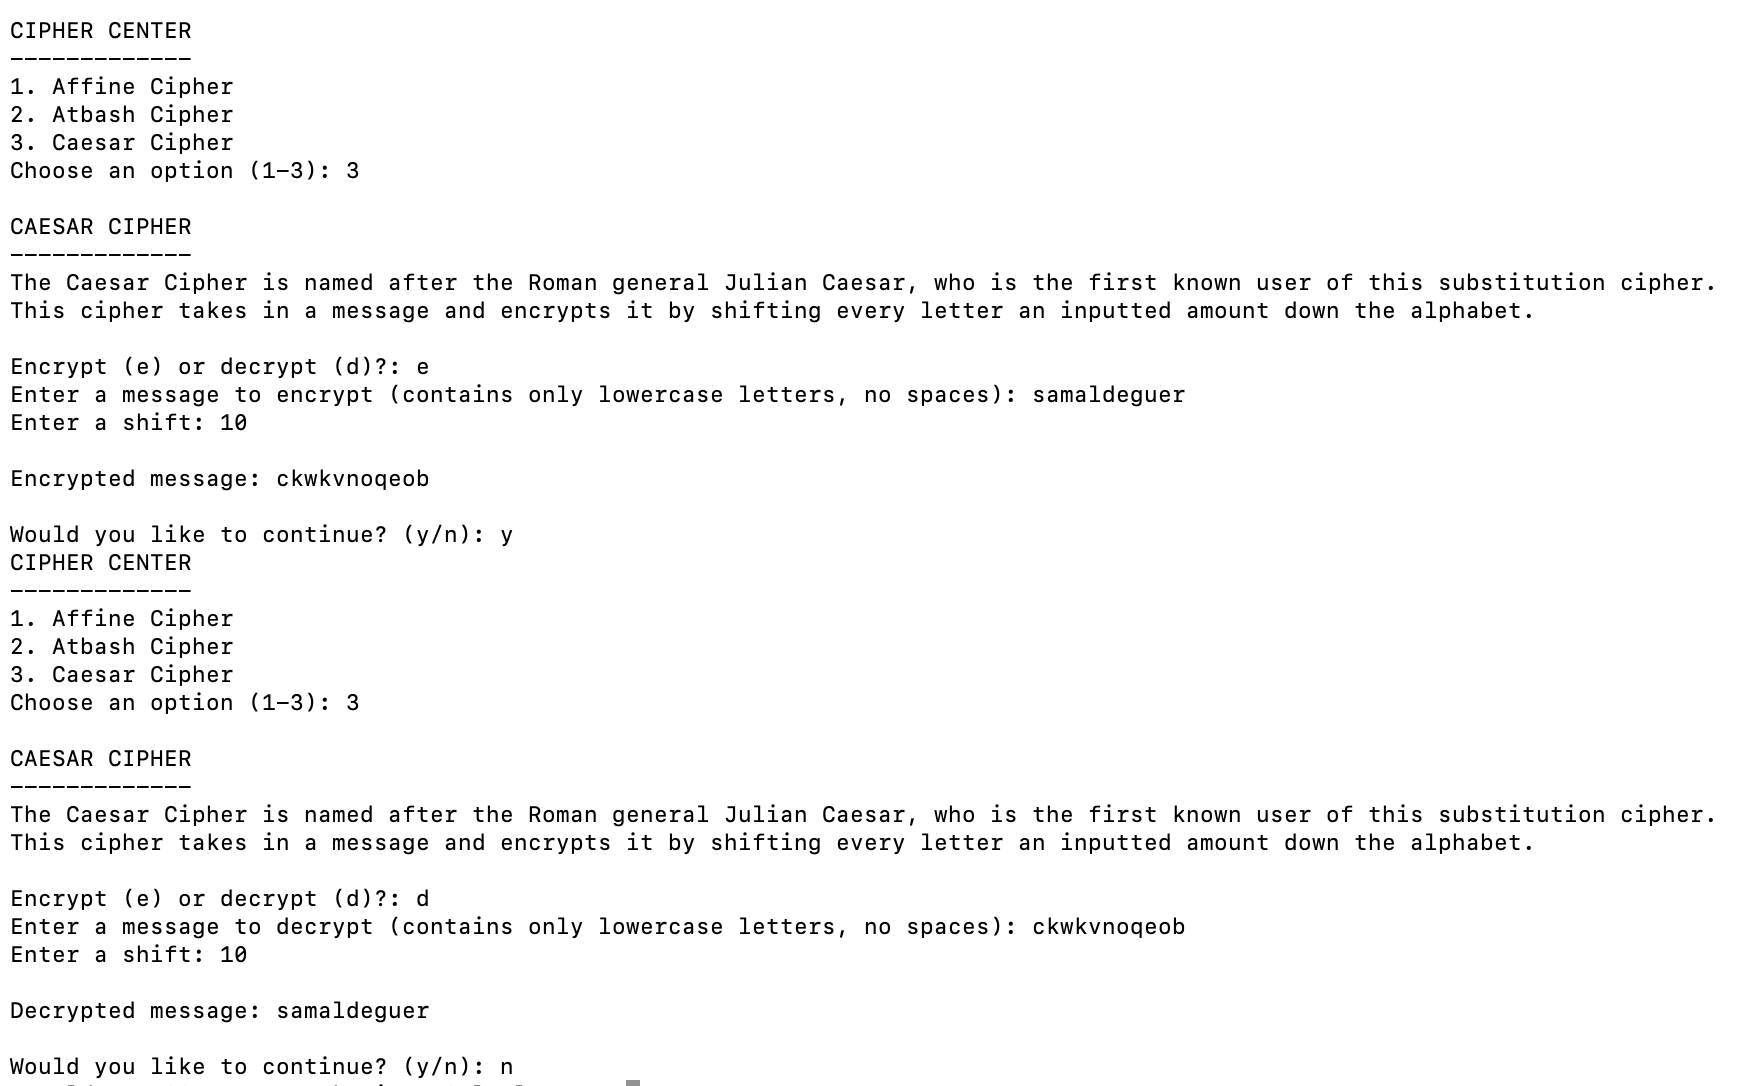 CIPHER CENTER
-------------
1. Affine Cipher
2. Atbash Cipher
3. Caesar Cipher
Choose an option (1-3): 3
CAESAR CIPHER
-------------
The Caesar Cipher is named after the Roman general Julian Caesar, who is the first known user of this substitution cipher.
This cipher takes in a message and encrypts it by shifting every letter an inputted amount down the alphabet.
Encrypt (e) or decrypt (d)?: e
Enter a message to encrypt (contains only lowercase letters, no spaces): samaldeguer
Enter a shift: 10
Encrypted message: ckwkvnoqeob
Would you like to continue? (y/n): y
CIPHER CENTER
-------------
1. Affine Cipher
2. Atbash Cipher
3. Caesar Cipher
Choose an option (1-3): 3
CAESAR CIPHER
-------------
The Caesar Cipher is named after the Roman general Julian Caesar, who is the first known user of this substitution cipher.
This cipher takes in a message and encrypts it by shifting every letter an inputted amount down the alphabet.
Encrypt (e) or decrypt (d)?: d
Enter a message to decrypt (contains only lowercase letters, no spaces): ckwkvnoqeob
Enter a shift: 10
Decrypted message: samaldeguer
Would you like to continue? (y/n): n